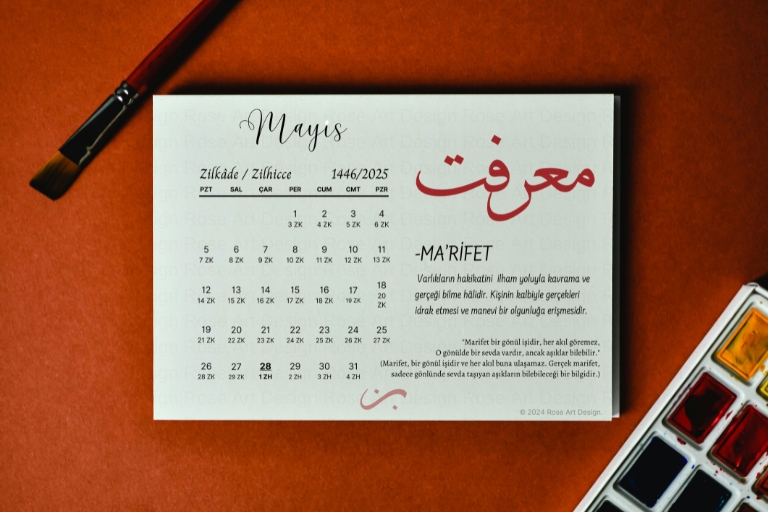 Mayıs
Zilkâde / Zilhicce 1446/2025
PZT SAL ÇAR PER CUM CMT PZR
1 2 3 4
3 ZK 4 ZK 5 ZK 6 ZK
5 6 7 8 9 10 11
7 ZK 8 ZK 9 ZK 10 ZK 11 ZK 12 ZK 13 ZK
12 13 14 15 16 17 18
14 ZK 15 ZK 16 ZK 17 ZK 18 ZK 19 ZK 20 ZK
19 20 21 22 23 24 25
21 ZK 22 ZK 23 ZK 24 ZK 25 ZK 26 ZK 27 ZK
26 27 28 29 30 31
28 ZK 29 ZK 1 ZH 2 ZH 3 ZH 4 ZH
معرفت
-MA'RİFET
Varlıkların hakikatini ilham yoluyla kavrama ve
gerçeği bilme hâlidir. Kişinin kalbiyle gerçekleri
idrak etmesi ve manevi bir olgunluğa erişmesidir.
"Marifet bir gönül işidir, her akıl göremez,
O gönülde bir sevda vardır, ancak aşıklar bilebilir."
(Marifet, bir gönül işidir ve her akıl buna ulaşamaz. Gerçek marifet,
sadece gönlünde sevda taşıyan aşıkların bilebileceği bir bilgidir.)
© 2024 Rosa Art Design.